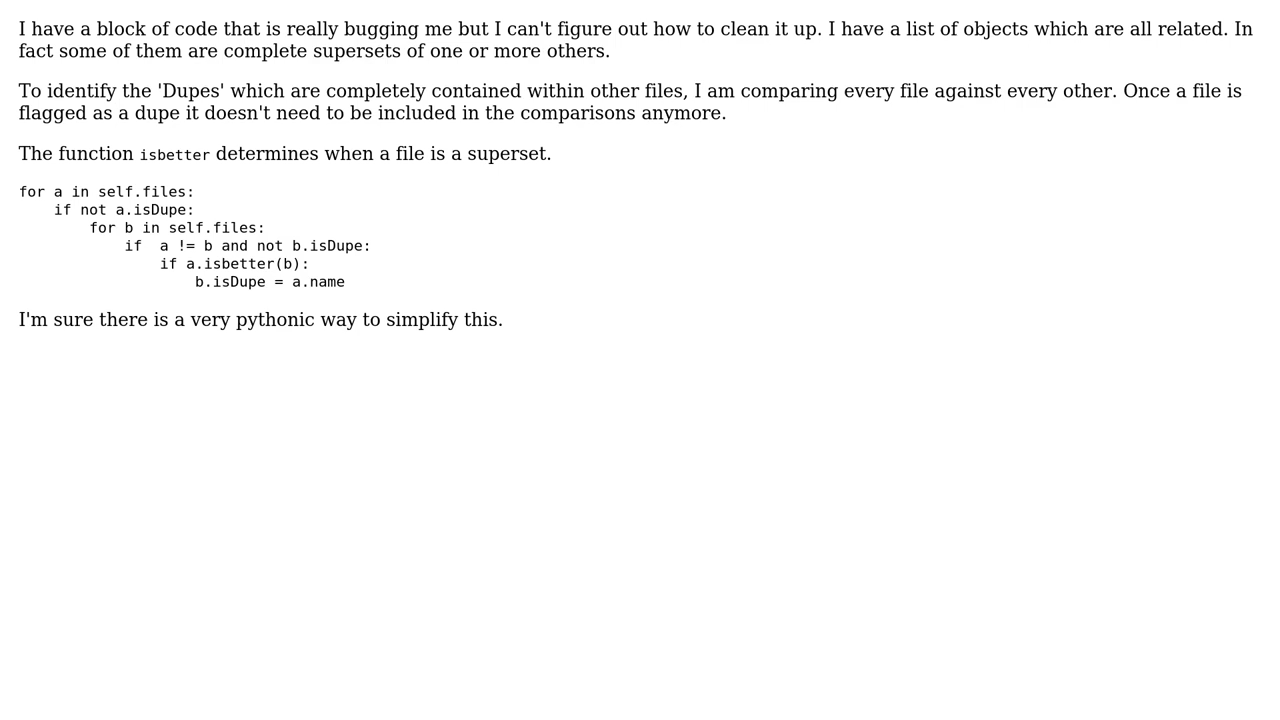 I have a block of code that is really bugging me but I can't figure out how to clean it up. I have a list of objects which are all related. In
fact some of them are complete supersets of one or more others.
To identify the 'Dupes' which are completely contained within other files, I am comparing every file against every other. Once a file is
flagged as a dupe it doesn't need to be included in the comparisons anymore.
The function isbetter determines when a file is a superset.
for a in self.files:
    if not a.isDupe:
        for b in self.files:
            if  a != b and not b.isDupe:
                if a.isbetter(b):
                    b.isDupe = a.name
I'm sure there is a very pythonic way to simplify this.